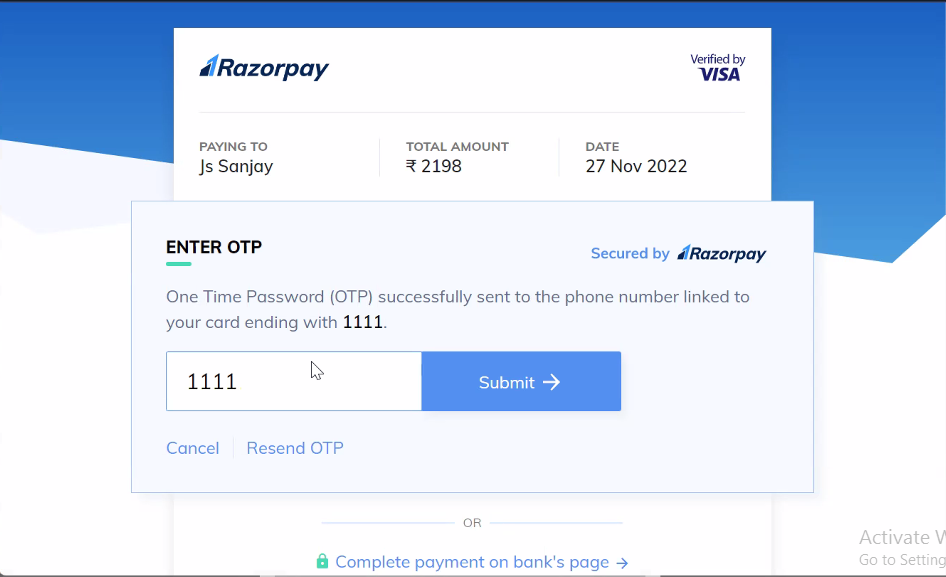 Razorpay
Verified by
VISA
PAYING TO
Js Sanjay
TOTAL AMOUNT
₹ 2198
DATE
27 Nov 2022
ENTER OTP
Secured by Razorpay
One Time Password (OTP) successfully sent to the phone number linked to
your card ending with 1111.
1111
Submit →
Cancel
Resend OTP
OR
Complete payment on bank's page →
Activate W
Go to Setting